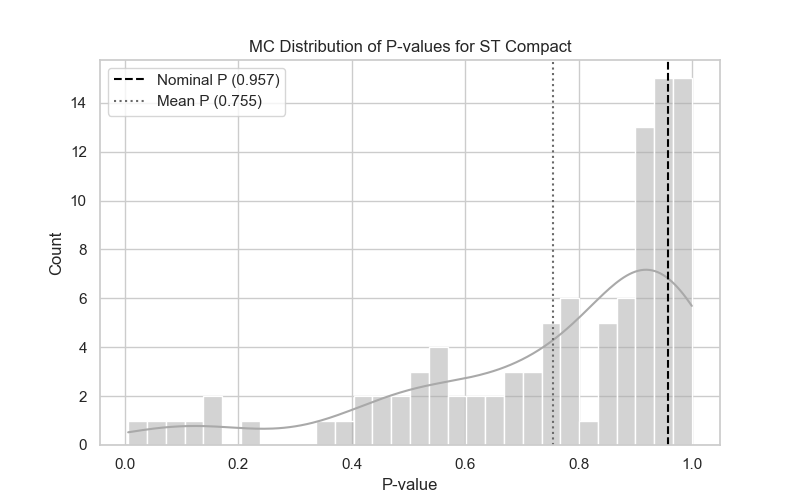 MC Distribution of P-values for ST Compact
Nominal P (0.957)
Mean P (0.755)
Count
14
12
10
8
6
4
2
0
0.0 0.2 0.4 0.6 0.8 1.0
P-value